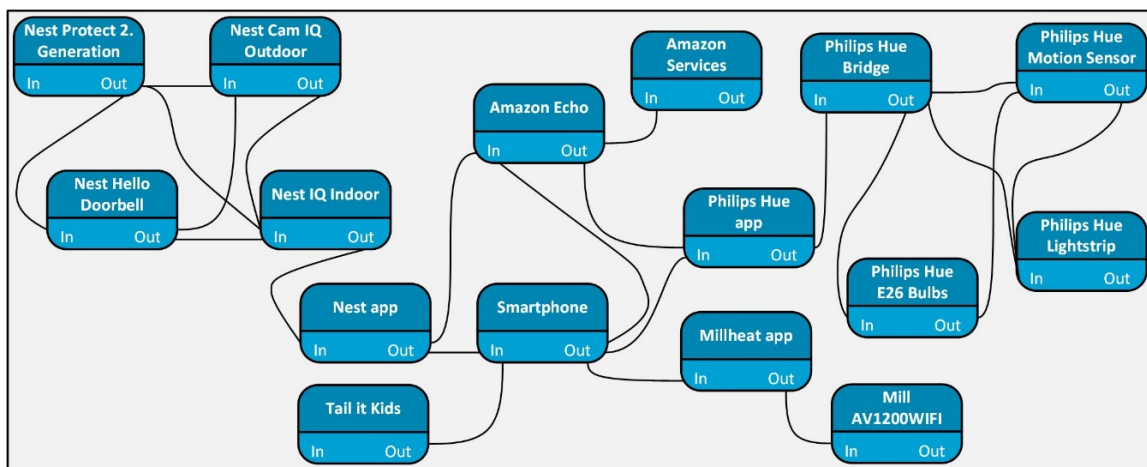 Nest Protect 2.
Generation
In Out
Nest Cam IQ
Outdoor
In Out
Amazon
Services
In Out
Philips Hue
Bridge
In Out
Philips Hue
Motion Sensor
In Out
Amazon Echo
In Out
Nest Hello
Doorbell
In Out
Nest IQ Indoor
In Out
Philips Hue
app
In Out
Philips Hue
Lightstrip
In Out
Philips Hue
E26 Bulbs
In Out
Nest app
In Out
Smartphone
In Out
Millheat app
In Out
Tail it Kids
In Out
Mill
AV1200WIFI
In Out